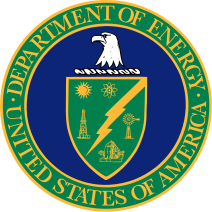 ·DEPARTMENT OF ENERGY·
UNITED STATES OF AMERICA